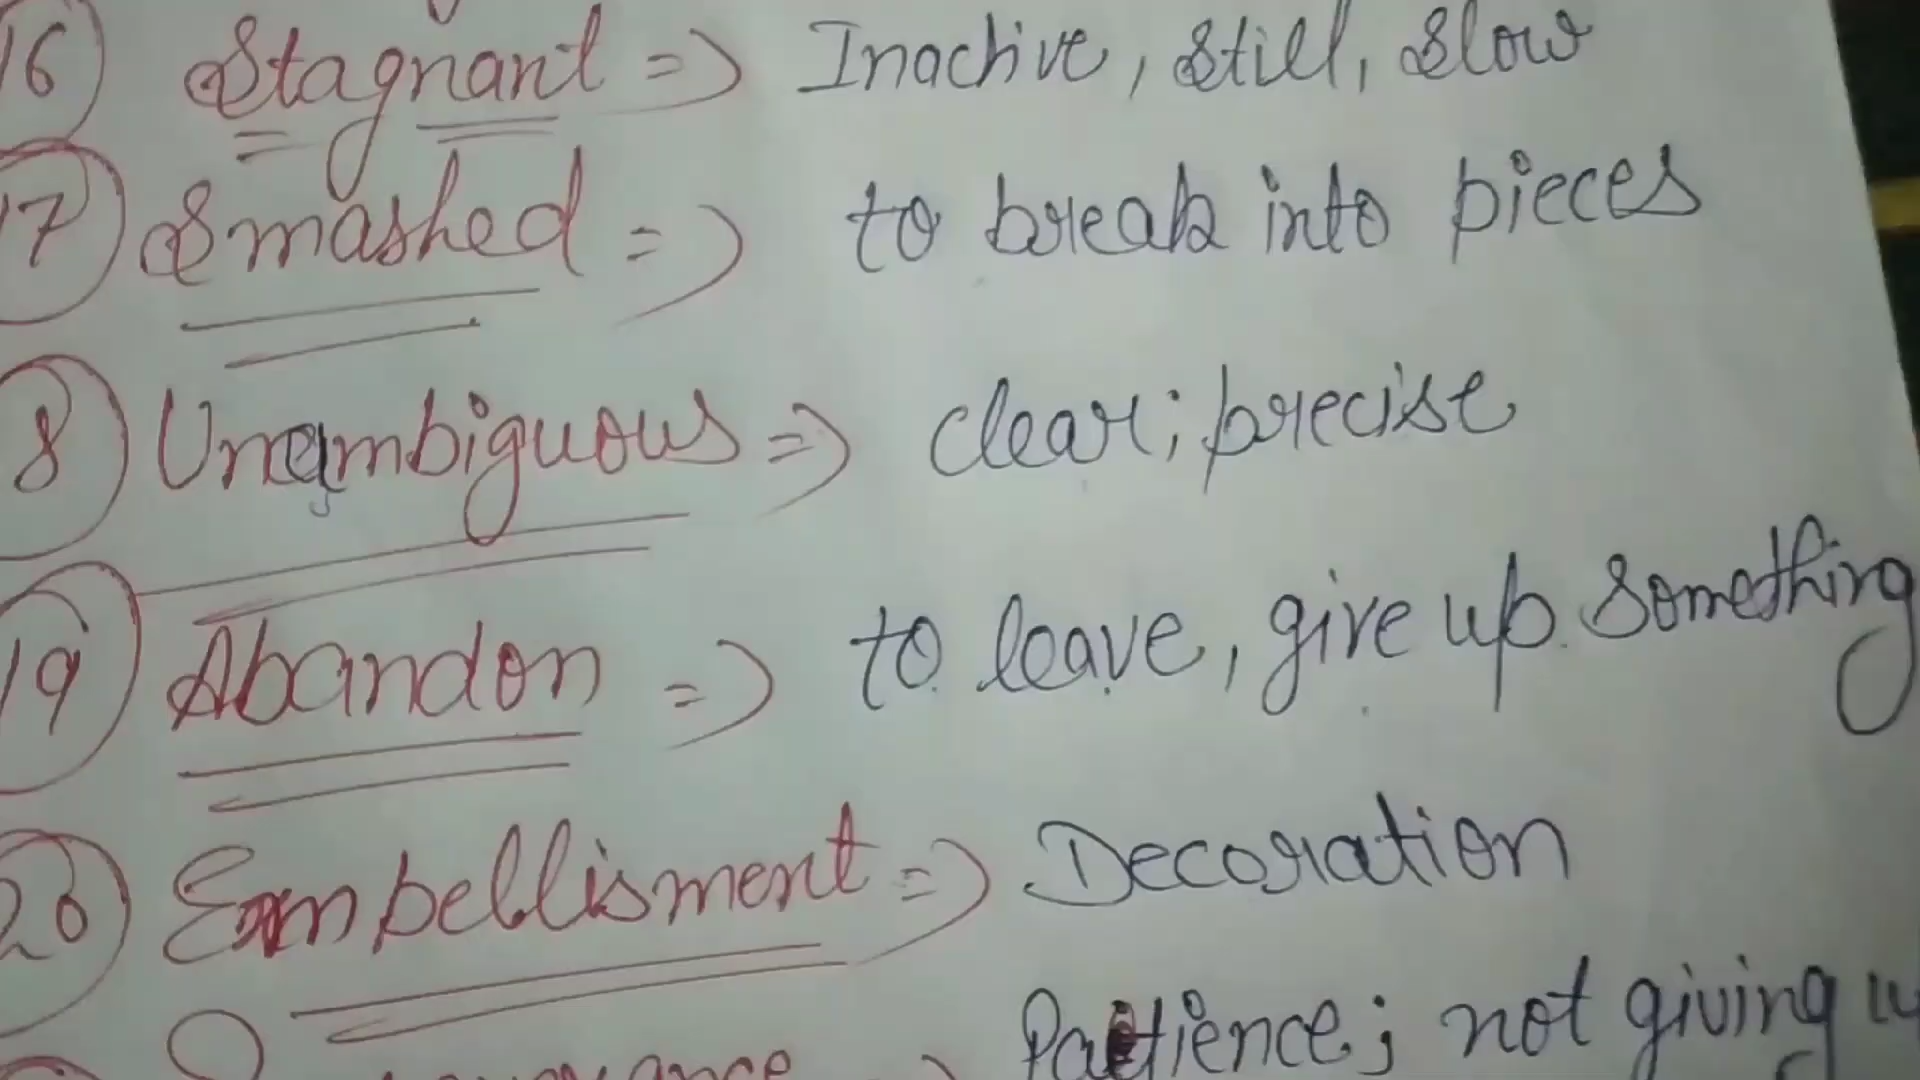 16 Stagnant => Inactive, Still, Slow
17 Smashed => to break into pieces
8 Unambiguous => clear; precise
19 Abandon => to leave, give up something
20 Embellisment => Decoration
Patience; not giving